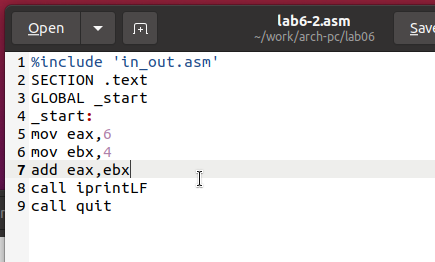 Open
lab6-2.asm
~/work/arch-pc/lab06
1 %include 'in_out.asm'
2 SECTION .text
3 GLOBAL _start
4 _start:
5 mov eax,6
6 mov ebx,4
7 add eax,ebx
8 call iprintLF
9 call quit